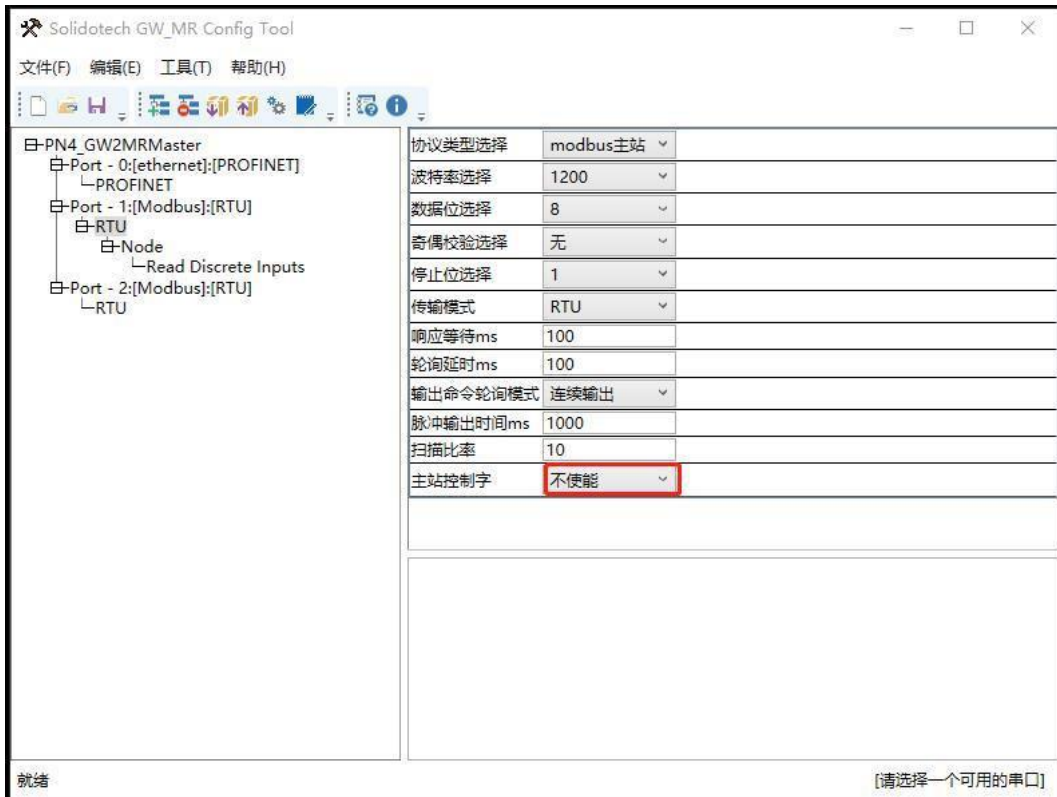 Solidotech GW_MR Config Tool
文件(F) 编辑(E) 工具(T) 帮助(H)
PN4_GW2MRMaster
Port - 0:[ethernet]:[PROFINET]
PROFINET
Port - 1:[Modbus]:[RTU]
RTU
Node
Read Discrete Inputs
Port - 2:[Modbus]:[RTU]
RTU
协议类型选择 modbus主站
波特率选择 1200
数据位选择 8
奇偶校验选择 无
停止位选择 1
传输模式 RTU
响应等待ms 100
轮询延时ms 100
输出命令轮询模式 连续输出
脉冲输出时间ms 1000
扫描比率 10
主站控制字 不使能
就绪 [请选择一个可用的串口]